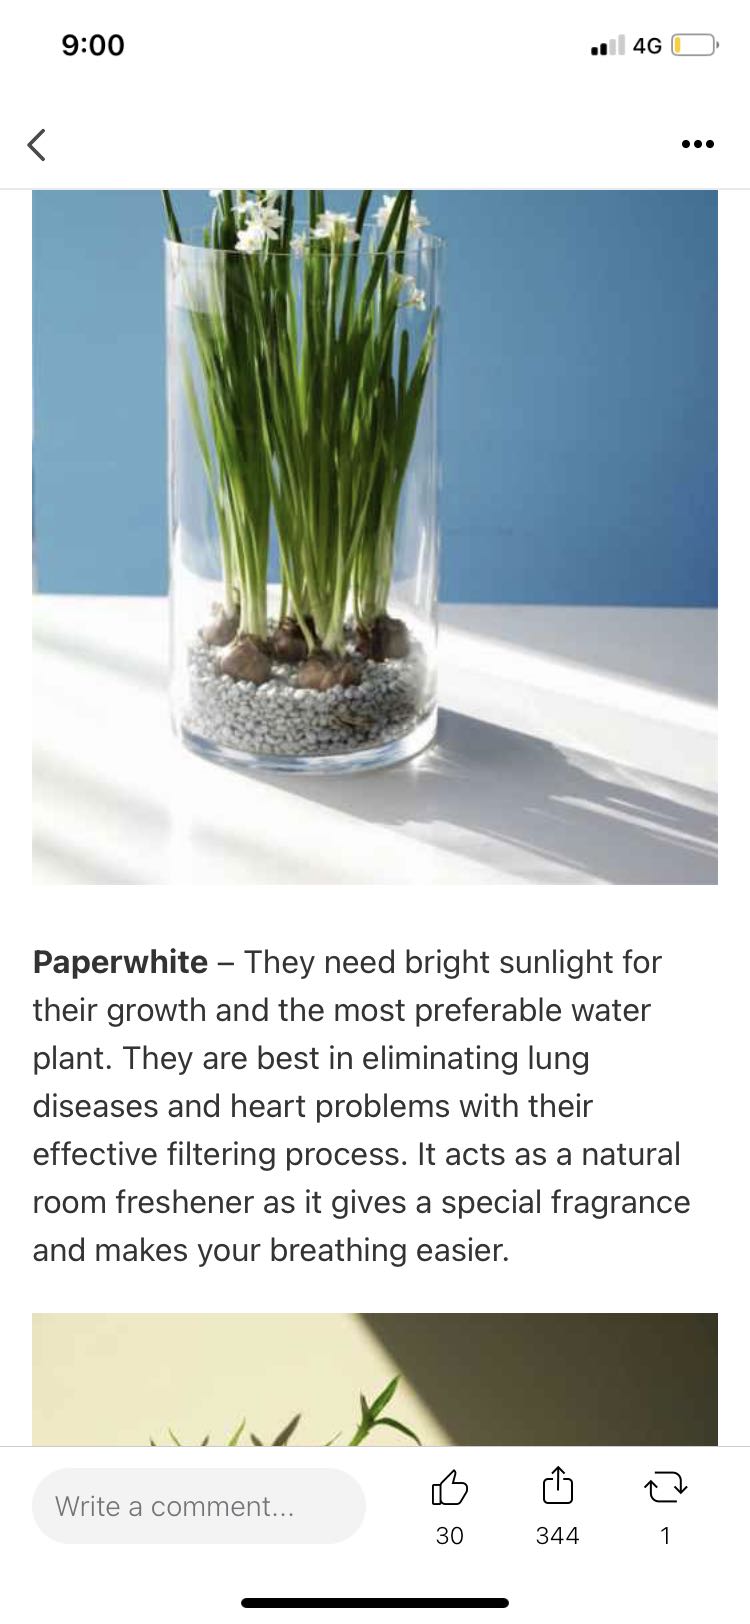 9:00
4G
Paperwhite – They need bright sunlight for
their growth and the most preferable water
plant. They are best in eliminating lung
diseases and heart problems with their
effective filtering process. It acts as a natural
room freshener as it gives a special fragrance
and makes your breathing easier.
Write a comment...
30
344
1